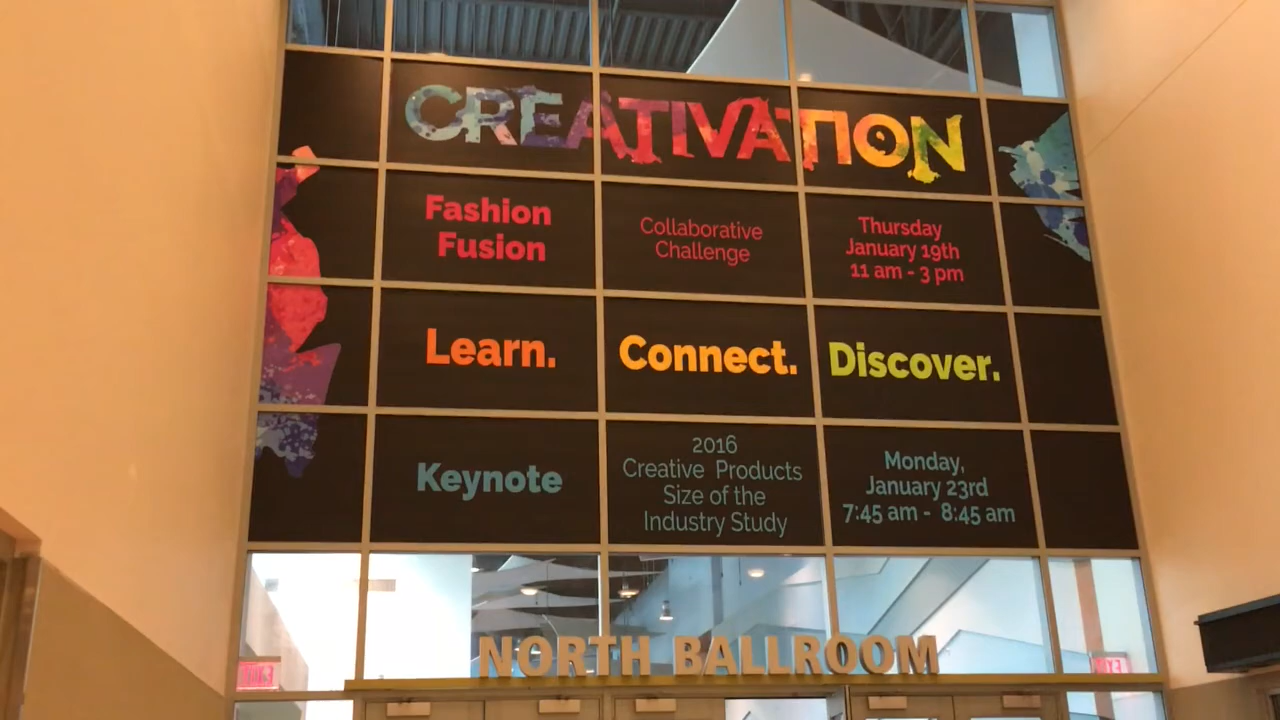 CREATIVATION
Fashion
Fusion
Collaborative
Challenge
Thursday
January 19th
11 am - 3 pm
Learn.
Connect.
Discover.
Keynote
2016
Creative Products
Size of the
Industry Study
Monday,
January 23rd
7:45 am - 8:45 am
NORTH BALLROOM
EXIT
EXIT